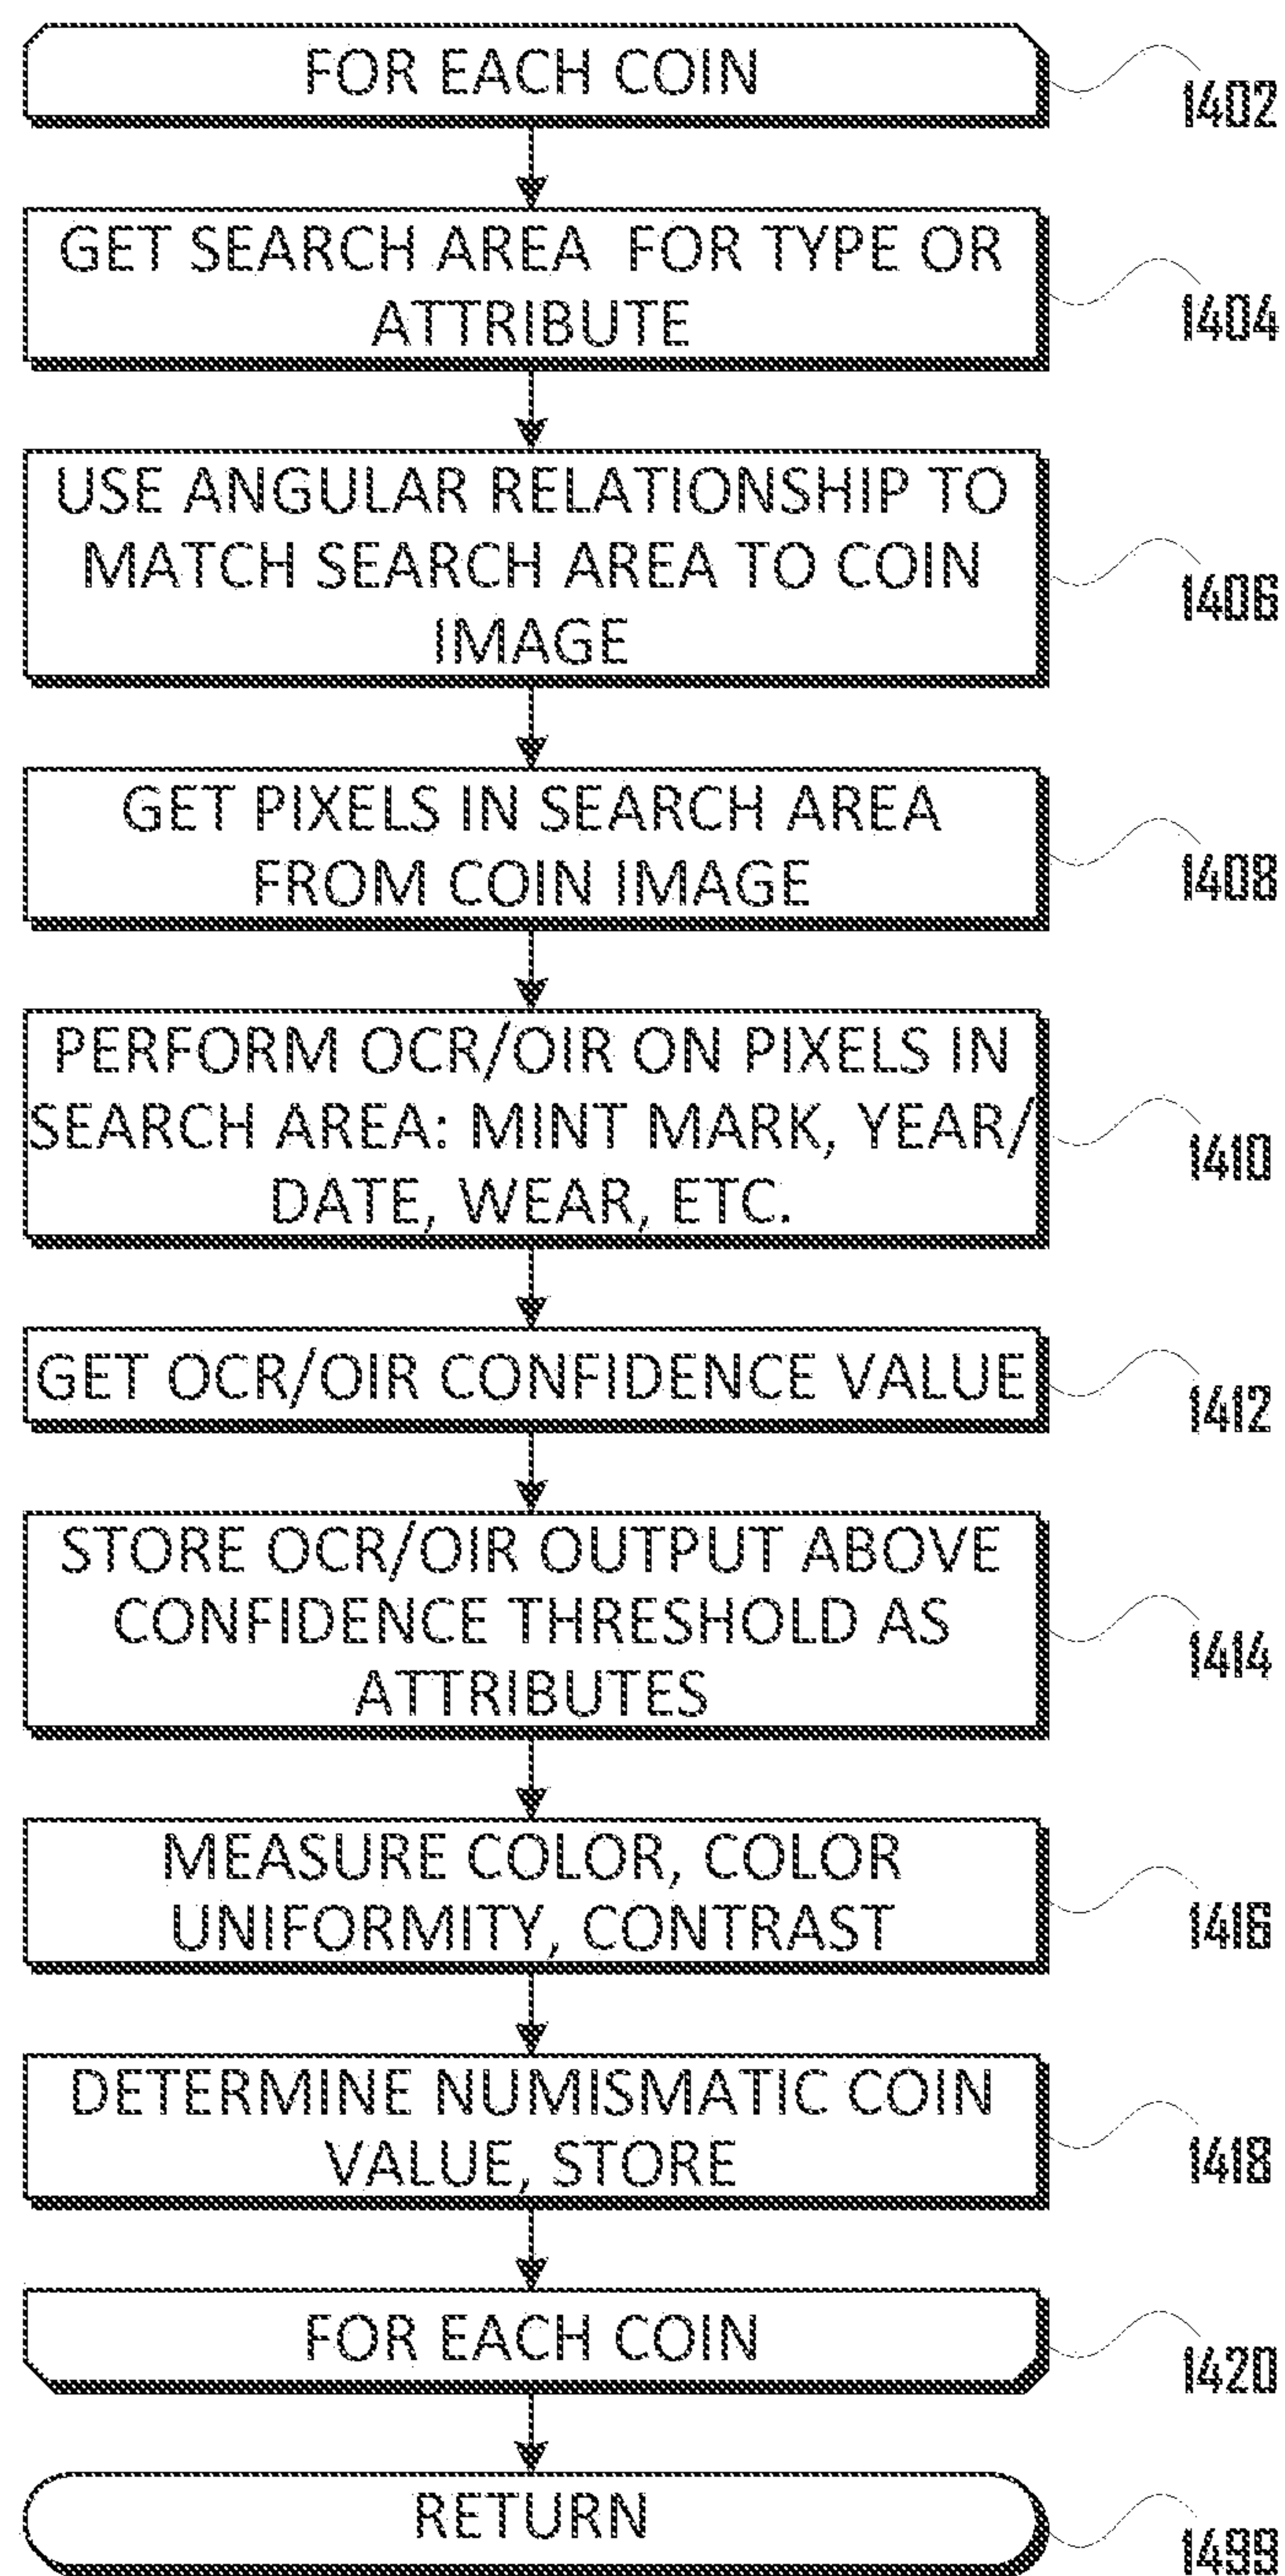 FOR EACH COIN
1402
GET SEARCH AREA FOR TYPE OR
ATTRIBUTE
1404
USE ANGULAR RELATIONSHIP TO
MATCH SEARCH AREA TO COIN
IMAGE
1406
GET PIXELS IN SEARCH AREA
FROM COIN IMAGE
1408
PERFORM OCR/OIR ON PIXELS IN
SEARCH AREA: MINT MARK, YEAR/
DATE, WEAR, ETC.
1410
GET OCR/OIR CONFIDENCE VALUE
1412
STORE OCR/OIR OUTPUT ABOVE
CONFIDENCE THRESHOLD AS
ATTRIBUTES
1414
MEASURE COLOR, COLOR
UNIFORMITY, CONTRAST
1416
DETERMINE NUMISMATIC COIN
VALUE, STORE
1418
FOR EACH COIN
1420
RETURN
1499